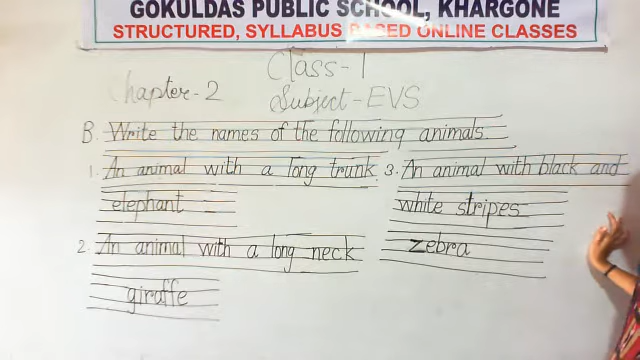 GOKULDAS PUBLIC SCHOOL, KHARGONE
STRUCTURED, SYLLABUS BASED ONLINE CLASSES
Class-1
Chapter-2
Subject-EVS
B. Write the names of the following animals
1. An animal with a long trunk
elephant
2. An animal with a long neck
giraffe
3. An animal with black and
white stripes
zebra